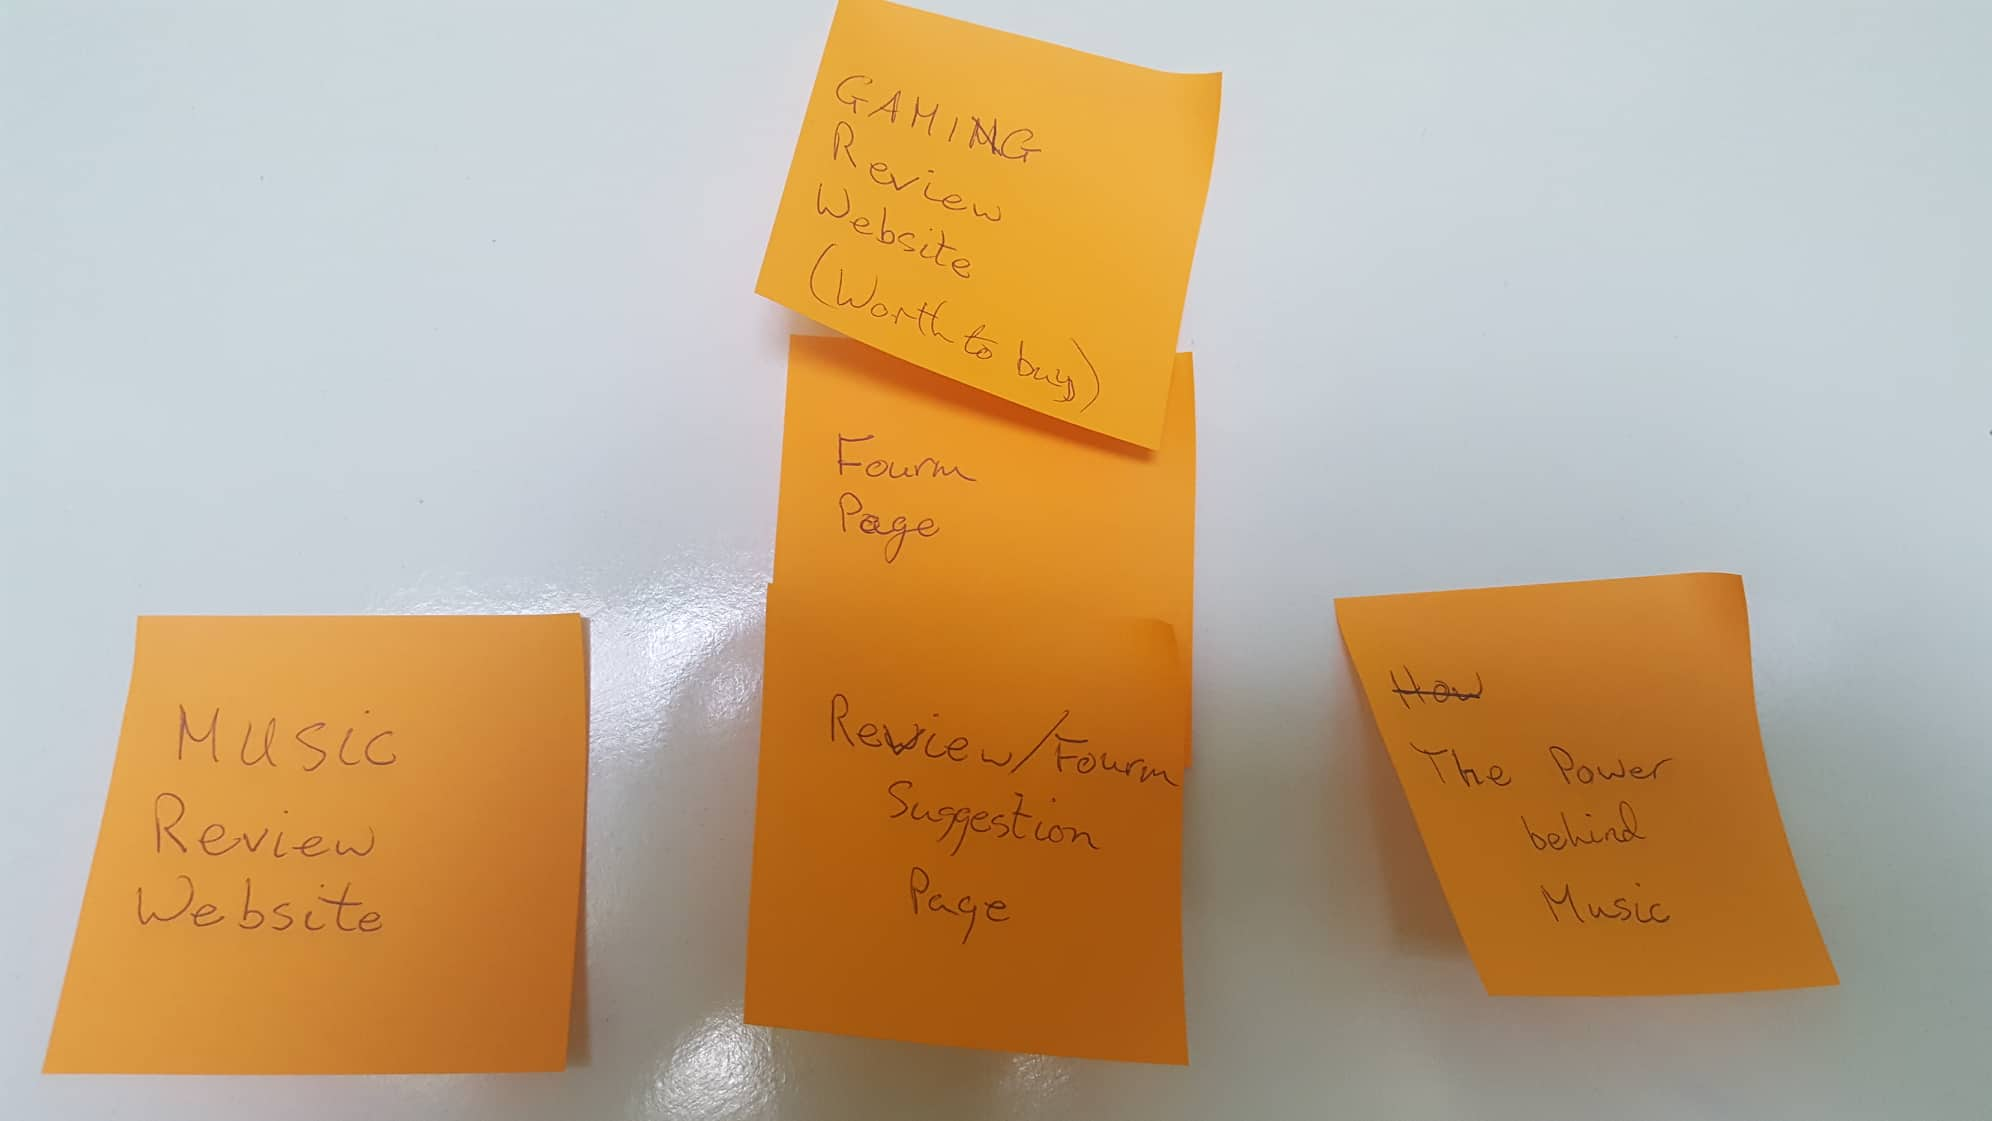 GAMING
Review
Website
(Worth to buy)
Fourm
Page
Review/Fourm
Suggestion
Page
Music
Review
Website
How
The Power
behind
Music